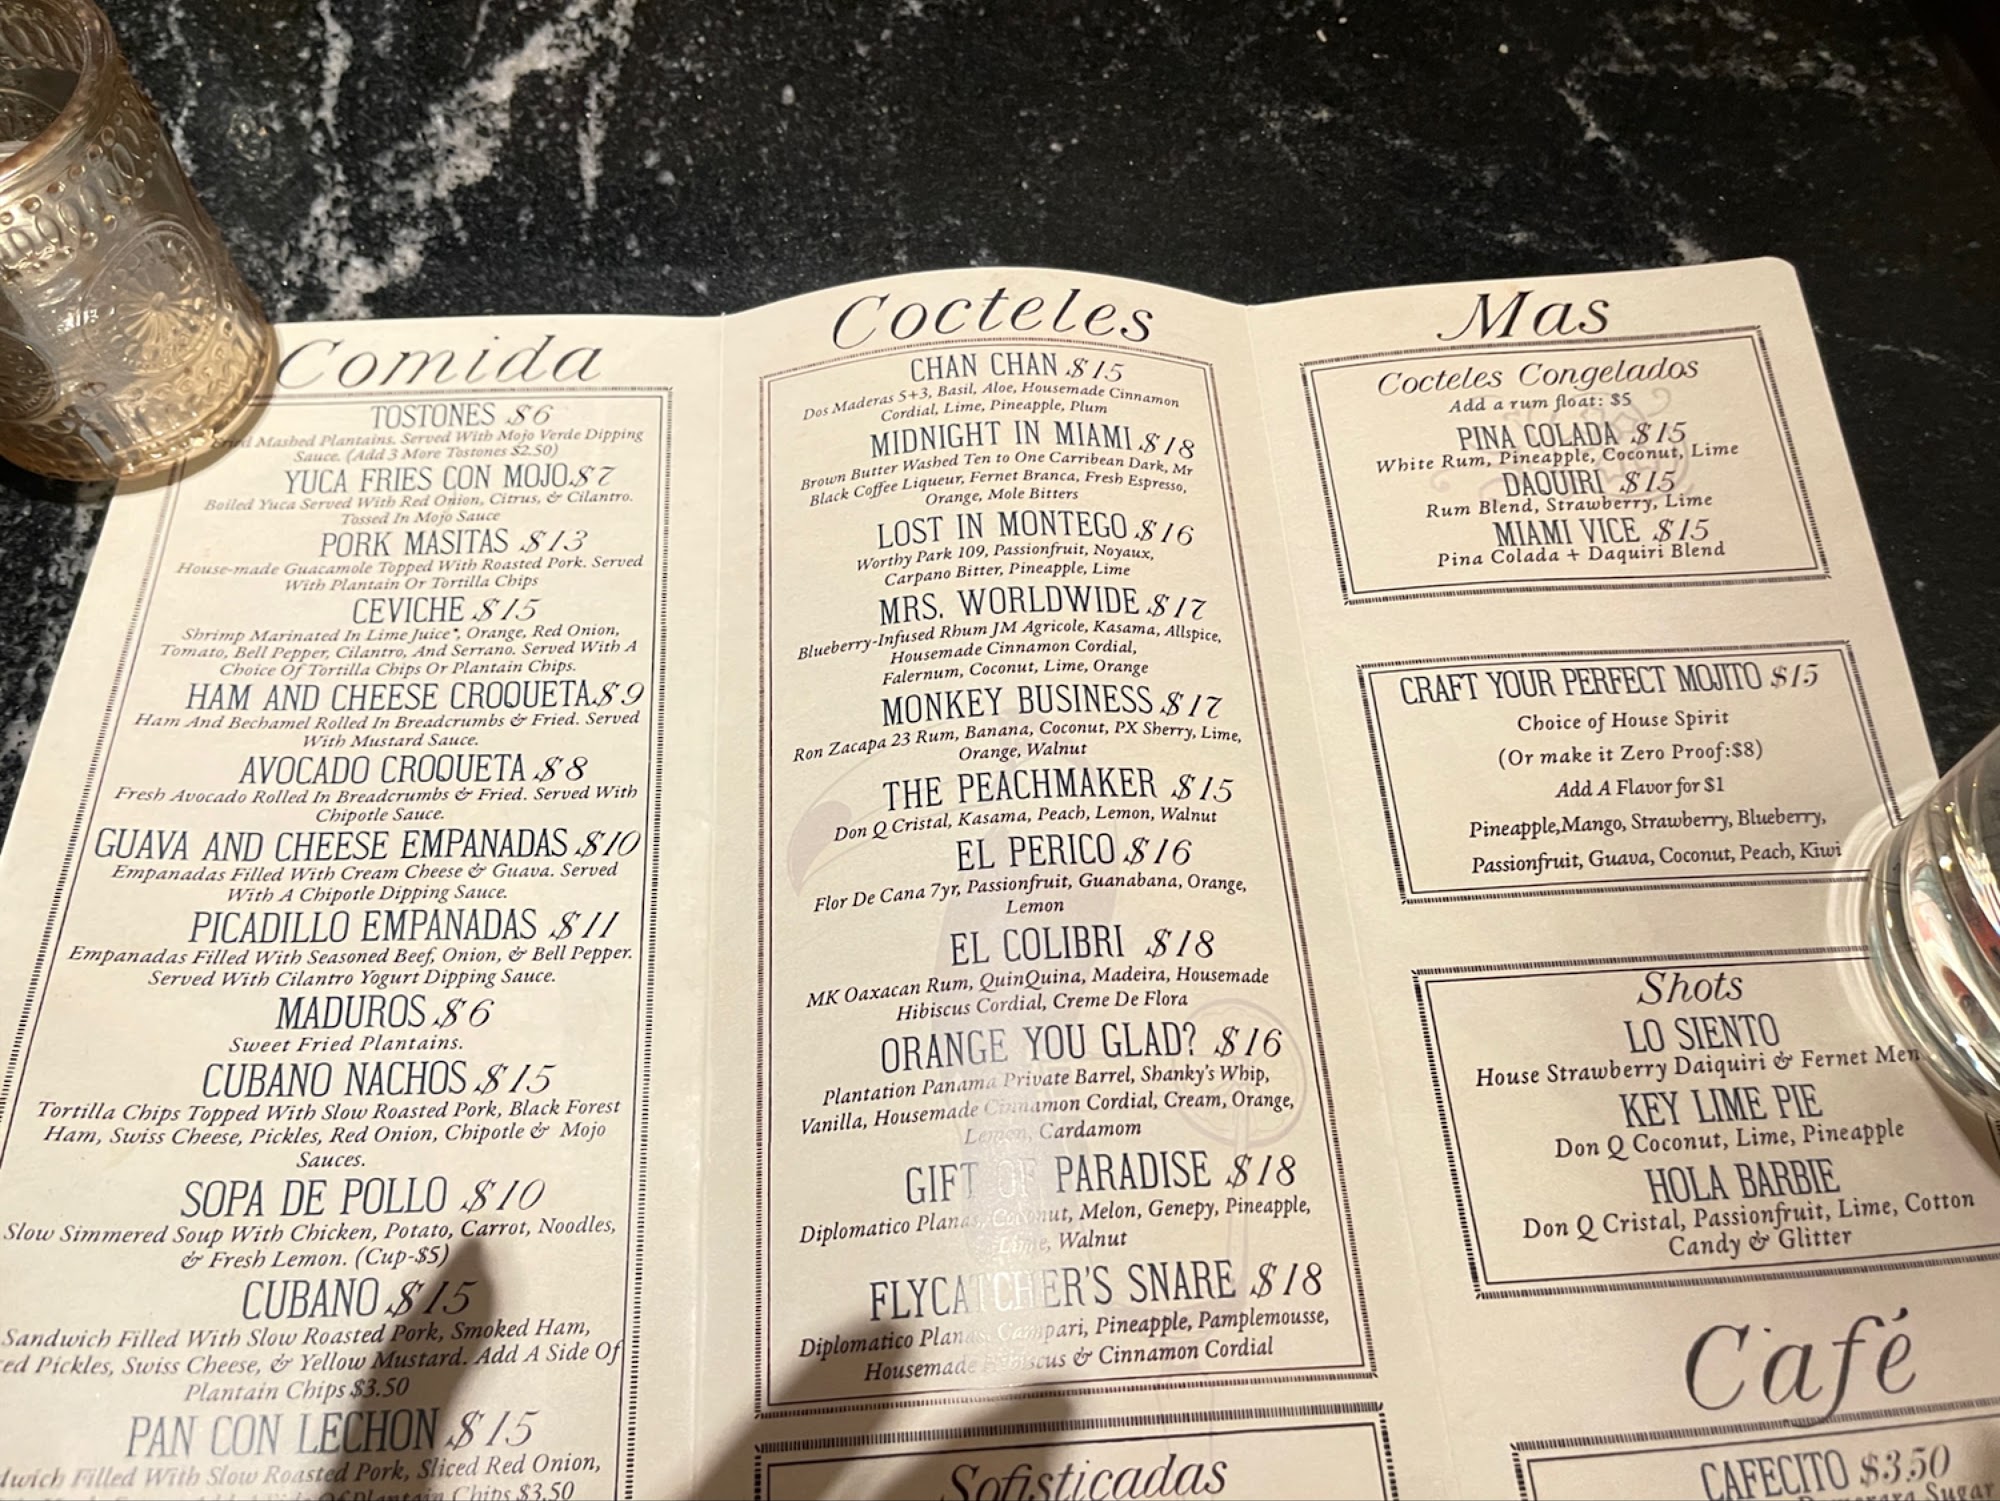 Comida
TOSTONES $6
Fried Mashed Plantains. Served With Mojo Verde Dipping
Sauce. (Add 3 More Tostones $2.50)
YUCA FRIES CON MOJO $7
Boiled Yuca Served With Red Onion, Citrus, & Cilantro.
Tossed In Mojo Sauce
PORK MASITAS $13
House-made Guacamole Topped With Roasted Pork. Served
With Plantain Or Tortilla Chips
CEVICHE $15
Shrimp Marinated In Lime Juice*, Orange, Red Onion,
Tomato, Bell Pepper, Cilantro, And Serrano. Served With A
Choice Of Tortilla Chips Or Plantain Chips.
HAM AND CHEESE CROQUETA $9
Ham And Bechamel Rolled In Breadcrumbs & Fried. Served
With Mustard Sauce.
AVOCADO CROQUETA $8
Fresh Avocado Rolled In Breadcrumbs & Fried. Served With
Chipotle Sauce.
GUAVA AND CHEESE EMPANADAS $10
Empanadas Filled With Cream Cheese & Guava. Served
With A Chipotle Dipping Sauce.
PICADILLO EMPANADAS $11
Empanadas Filled With Seasoned Beef, Onion, & Bell Pepper.
Served With Cilantro Yogurt Dipping Sauce.
MADUROS $6
Sweet Fried Plantains.
CUBANO NACHOS $15
Tortilla Chips Topped With Slow Roasted Pork, Black Forest
Ham, Swiss Cheese, Pickles, Red Onion, Chipotle & Mojo
Sauces.
SOPA DE POLLO $10
Slow Simmered Soup With Chicken, Potato, Carrot, Noodles,
& Fresh Lemon. (Cup-$5)
CUBANO $15
Sandwich Filled With Slow Roasted Pork, Smoked Ham,
Pickles, Swiss Cheese, & Yellow Mustard. Add A Side Of
Plantain Chips $3.50
PAN CON LECHON $15
Filled With Slow Roasted Pork, Sliced Red Onion,
Of Plantain Chips $3.50
Cocteles
CHAN CHAN $15
Dos Maderas 5+3, Basil, Aloe, Housemade Cinnamon
Cordial, Lime, Pineapple, Plum
MIDNIGHT IN MIAMI $18
Brown Butter Washed Ten to One Carribean Dark, Mr
Black Coffee Liqueur, Fernet Branca, Fresh Espresso,
Orange, Mole Bitters
LOST IN MONTEGO $16
Worthy Park 109, Passionfruit, Noyaux,
Carpano Bitter, Pineapple, Lime
MRS. WORLDWIDE $17
Blueberry-Infused Rhum JM Agricole, Kasama, Allspice,
Housemade Cinnamon Cordial,
Falernum, Coconut, Lime, Orange
MONKEY BUSINESS $17
Ron Zacapa 23 Rum, Banana, Coconut, PX Sherry, Lime,
Orange, Walnut
THE PEACHMAKER $15
Don Q Cristal, Kasama, Peach, Lemon, Walnut
EL PERICO $16
Flor De Cana 7yr, Passionfruit, Guanabana, Orange,
Lemon
EL COLIBRI $18
MK Oaxacan Rum, QuinQuina, Madeira, Housemade
Hibiscus Cordial, Creme De Flora
ORANGE YOU GLAD? $16
Plantation Panama Private Barrel, Shanky's Whip,
Vanilla, Housemade Cinnamon Cordial, Cream, Orange,
Lemon, Cardamom
GIFT OF PARADISE $18
Diplomatico Planas, Coconut, Melon, Genepy, Pineapple,
Lime, Walnut
FLYCATCHER'S SNARE $18
Diplomatico Planas, Campari, Pineapple, Pamplemousse,
Housemade Hibiscus & Cinnamon Cordial
Sofisticadas
Mas
Cocteles Congelados
Add a rum float: $5
PINA COLADA $15
White Rum, Pineapple, Coconut, Lime
DAQUIRI $15
Rum Blend, Strawberry, Lime
MIAMI VICE $15
Pina Colada + Daquiri Blend
CRAFT YOUR PERFECT MOJITO $15
Choice of House Spirit
(Or make it Zero Proof:$8)
Add A Flavor for $1
Pineapple,Mango, Strawberry, Blueberry,
Passionfruit, Guava, Coconut, Peach, Kiwi
Shots
LO SIENTO
House Strawberry Daiquiri & Fernet Men
KEY LIME PIE
Don Q Coconut, Lime, Pineapple
HOLA BARBIE
Don Q Cristal, Passionfruit, Lime, Cotton
Candy & Glitter
Café
CAFECITO $3.50
Sugar